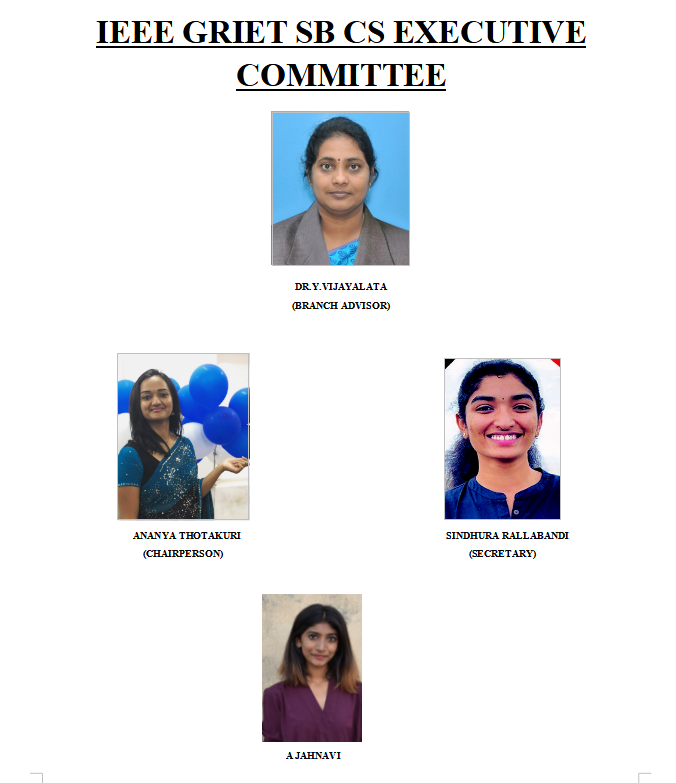 IEEE GRIET SB CS EXECUTIVE
COMMITTEE
DR.Y.VIJAYALATA
(BRANCH ADVISOR)
ANANYA THOTAKURI
(CHAIRPERSON)
SINDHURA RALLABANDI
(SECRETARY)
A JAHNAVI